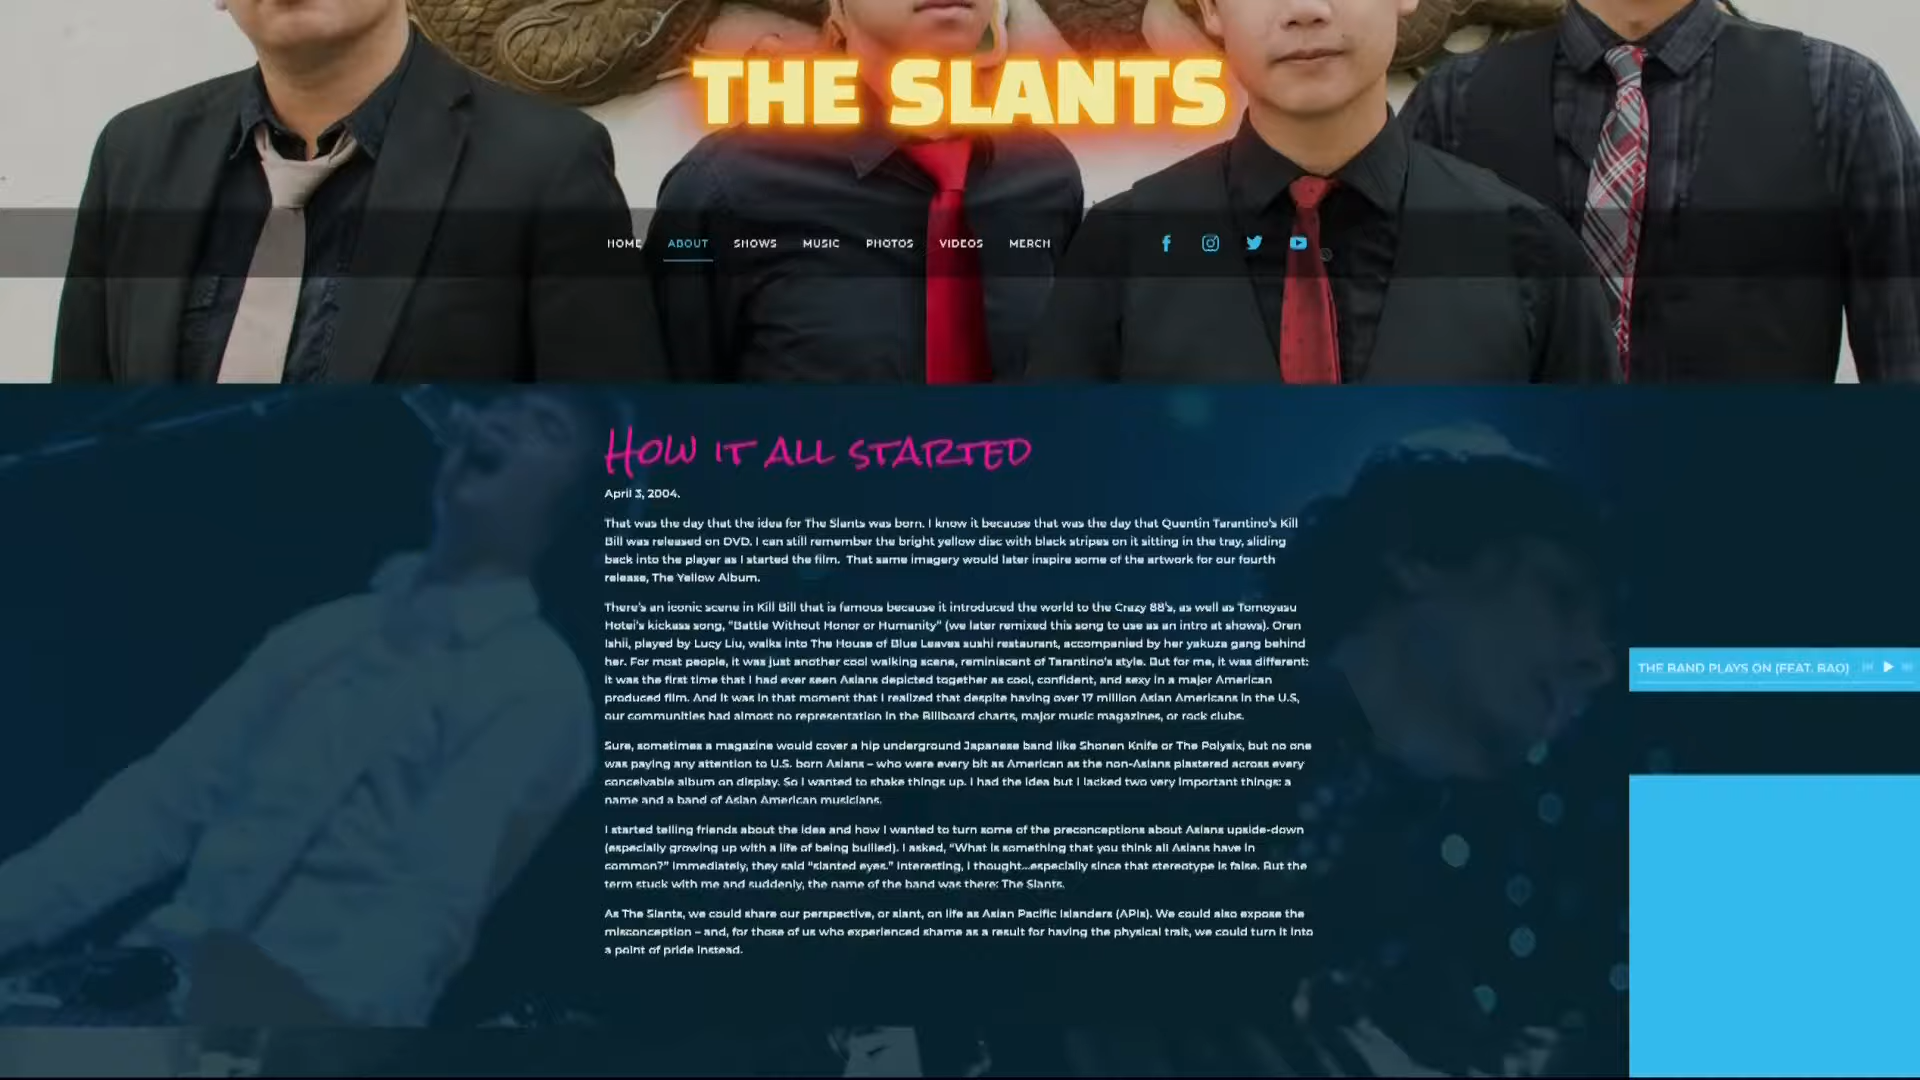 THE SLANTS
HOME ABOUT SHOWS MUSIC PHOTOS VIDEOS MERCH
How it all started
April 3, 2004.
That was the day that the idea for The Slants was born. I know it because that was the day that Quentin Tarantino's Kill
Bill was released on DVD. I can still remember the bright yellow disc with black stripes on it sitting in the tray, sliding
back into the player as I started the film. That same imagery would later inspire some of the artwork for our fourth
release, The Yellow Album.
There's an iconic scene in Kill Bill that is famous because it introduced the world to the Crazy 88's, as well as Tomoyasu
Hotei's kickass song, "Battle Without Honor or Humanity" (we later remixed this song to use as an intro at shows). Oren
Ishii, played by Lucy Liu, walks into The House of Blue Leaves sushi restaurant, accompanied by her yakuza gang behind
her. For most people, it was just another cool walking scene, reminiscent of Tarantino's style. But for me, it was different:
it was the first time that I had ever seen Asians depicted together as cool, confident, and sexy in a major American
produced film. And it was in that moment that I realized that despite having over 17 million Asian Americans in the U.S,
our communities had almost no representation in the Billboard charts, major music magazines, or rock clubs.
Sure, sometimes a magazine would cover a hip underground Japanese band like Shonen Knife or The Polysix, but no one
was paying any attention to U.S. born Asians – who were every bit as American as the non-Asians plastered across every
conceivable album on display. So I wanted to shake things up. I had the idea but I lacked two very important things: a
name and a band of Asian American musicians.
I started telling friends about the idea and how I wanted to turn some of the preconceptions about Asians upside-down
(especially growing up with a life of being bullied). I asked, "What is something that you think all Asians have in
common?" Immediately, they said "slanted eyes." Interesting, I thought...especially since that stereotype is false. But the
term stuck with me and suddenly, the name of the band was there: The Slants.
As The Slants, we could share our perspective, or slant, on life as Asian Pacific Islanders (APIs). We could also expose the
misconception – and, for those of us who experienced shame as a result for having the physical trait, we could turn it into
a point of pride instead.
THE BAND PLAYS ON (FEAT. BAO)